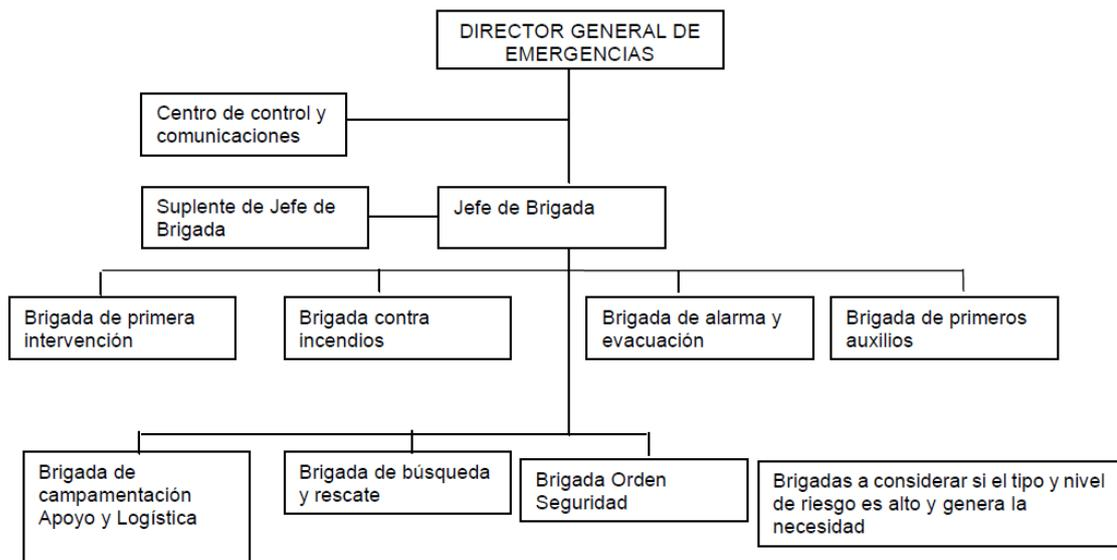 DIRECTOR GENERAL DE
EMERGENCIAS
Centro de control y
comunicaciones
Suplente de Jefe de
Brigada
Jefe de Brigada
Brigada de primera
intervención
Brigada contra
incendios
Brigada de alarma y
evacuación
Brigada de primeros
auxilios
Brigada de
campamentación
Apoyo y Logística
Brigada de búsqueda
y rescate
Brigada Orden
Seguridad
Brigadas a considerar si el tipo y nivel
de riesgo es alto y genera la
necesidad